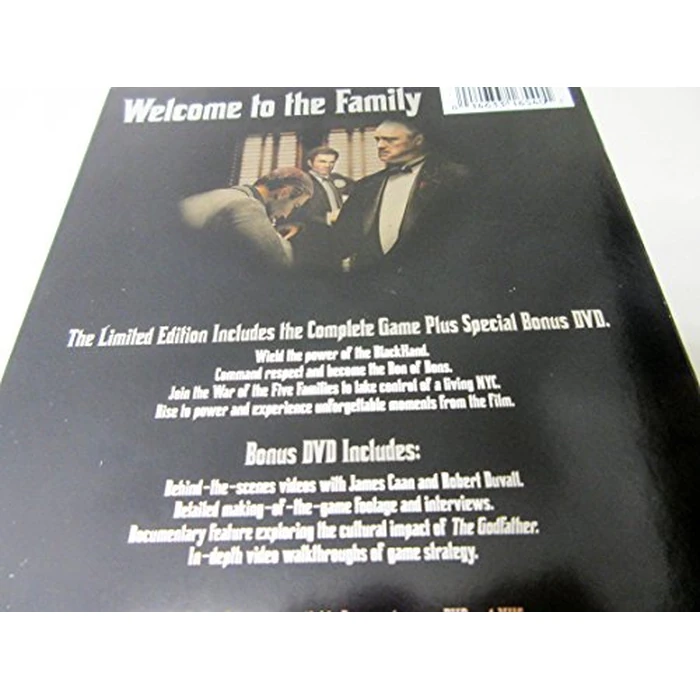 Welcome to the Family
The Limited Edition Includes the Complete Game Plus Special Bonus DVD.
Wield the power of the BlackHand.
Command respect and become the Don of Dons.
Join the War of the Five Families to take control of a living NYC.
Rise to power and experience unforgettable moments from the film.
Bonus DVD Includes:
Behind-the-scenes videos with James Caan and Robert Duvall.
Detailed making-of-the-game footage and interviews.
Documentary feature exploring the cultural impact of The Godfather.
In-depth video walkthroughs of game strategy.